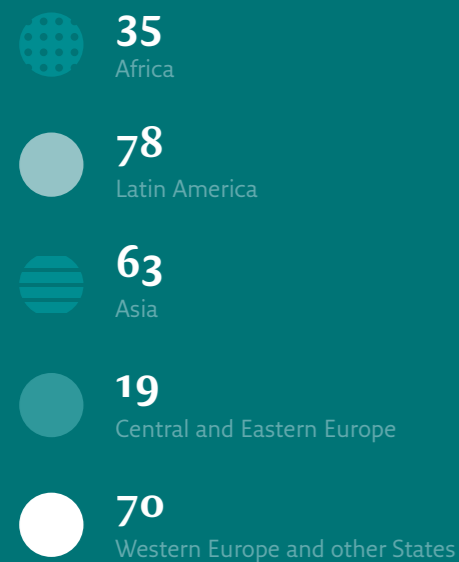 35
Africa
78
Latin America
63
Asia
19
Central and Eastern Europe
70
Western Europe and other States